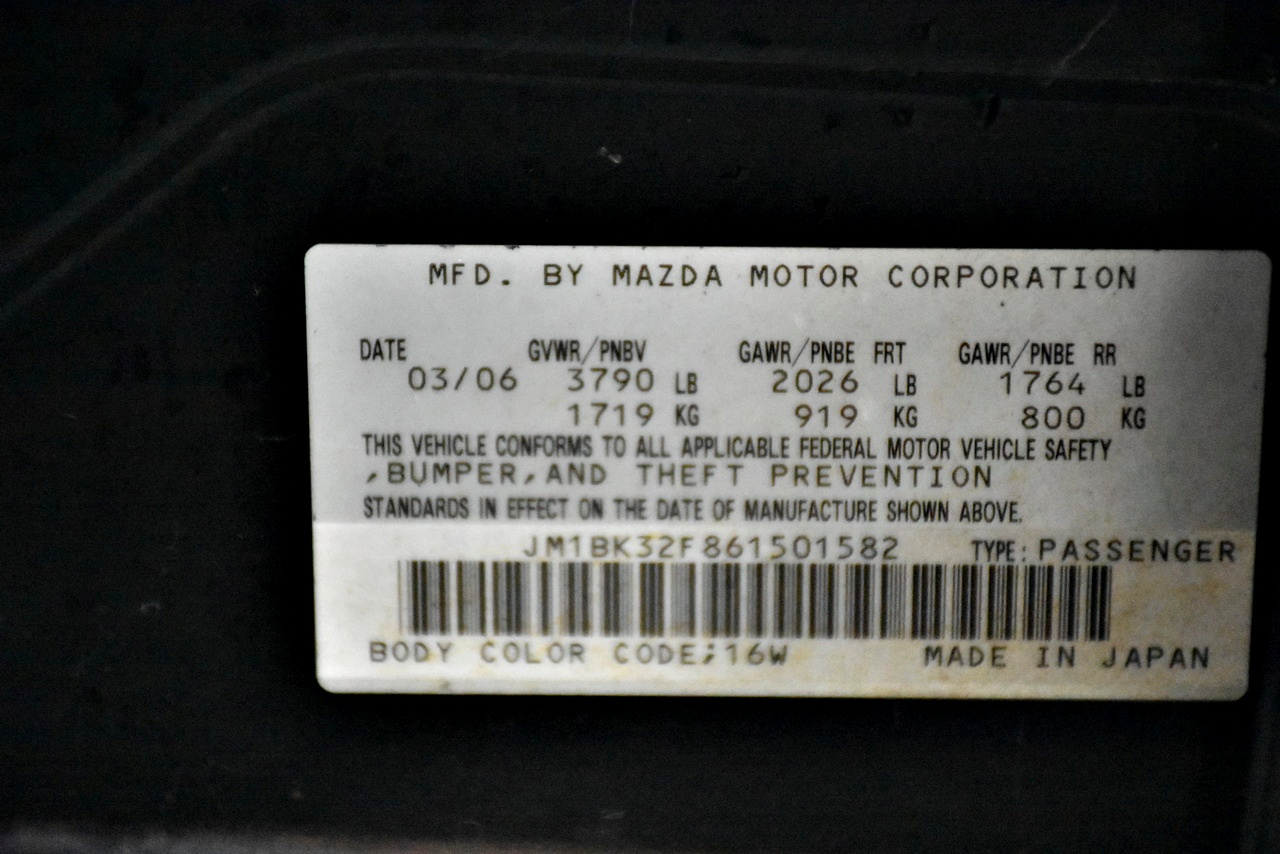 MFD. BY MAZDA MOTOR CORPORATION
DATE GVWR/PNBV GAWR/PNBE FRT GAWR/PNBE RR
03/06 3790 LB 2026 LB 1764 LB
1719 KG 919 KG 800 KG
THIS VEHICLE CONFORMS TO ALL APPLICABLE FEDERAL MOTOR VEHICLE SAFETY
,BUMPER,AND THEFT PREVENTION
STANDARDS IN EFFECT ON THE DATE OF MANUFACTURE SHOWN ABOVE.
JM1BK32F861501582 TYPE: PASSENGER
BODY COLOR CODE;16W MADE IN JAPAN